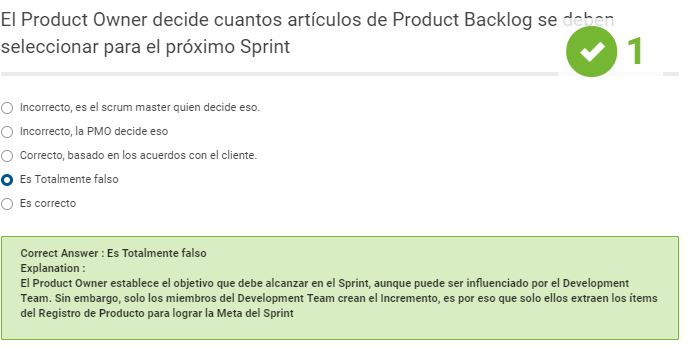 El Product Owner decide cuantos artículos de Product Backlog se deben
seleccionar para el próximo Sprint
1
Incorrecto, es el scrum master quien decide eso.
Incorrecto, la PMO decide eso
Correcto, basado en los acuerdos con el cliente.
Es Totalmente falso
Es correcto
Correct Answer : Es Totalmente falso
Explanation :
El Product Owner establece el objetivo que debe alcanzar en el Sprint, aunque puede ser influenciado por el Development
Team. Sin embargo, solo los miembros del Development Team crean el Incremento, es por eso que solo ellos extraen los ítems
del Registro de Producto para lograr la Meta del Sprint